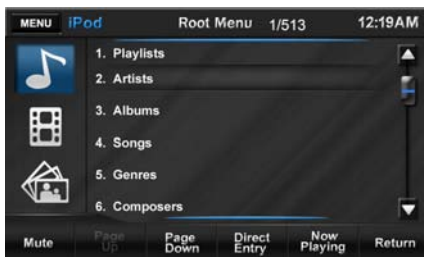 MENU iPod Root Menu 1/513 12:19AM
1. Playlists
2. Artists
3. Albums
4. Songs
5. Genres
6. Composers
Mute Page Up Page Down Direct Entry Now Playing Return